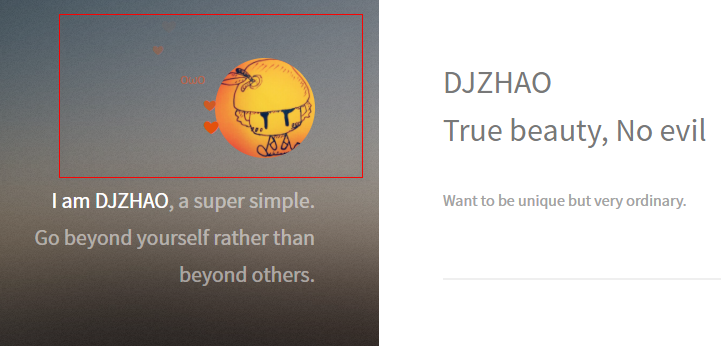 I am DJZHAO, a super simple.
Go beyond yourself rather than
beyond others.
DJZHAO
True beauty, No evil
Want to be unique but very ordinary.